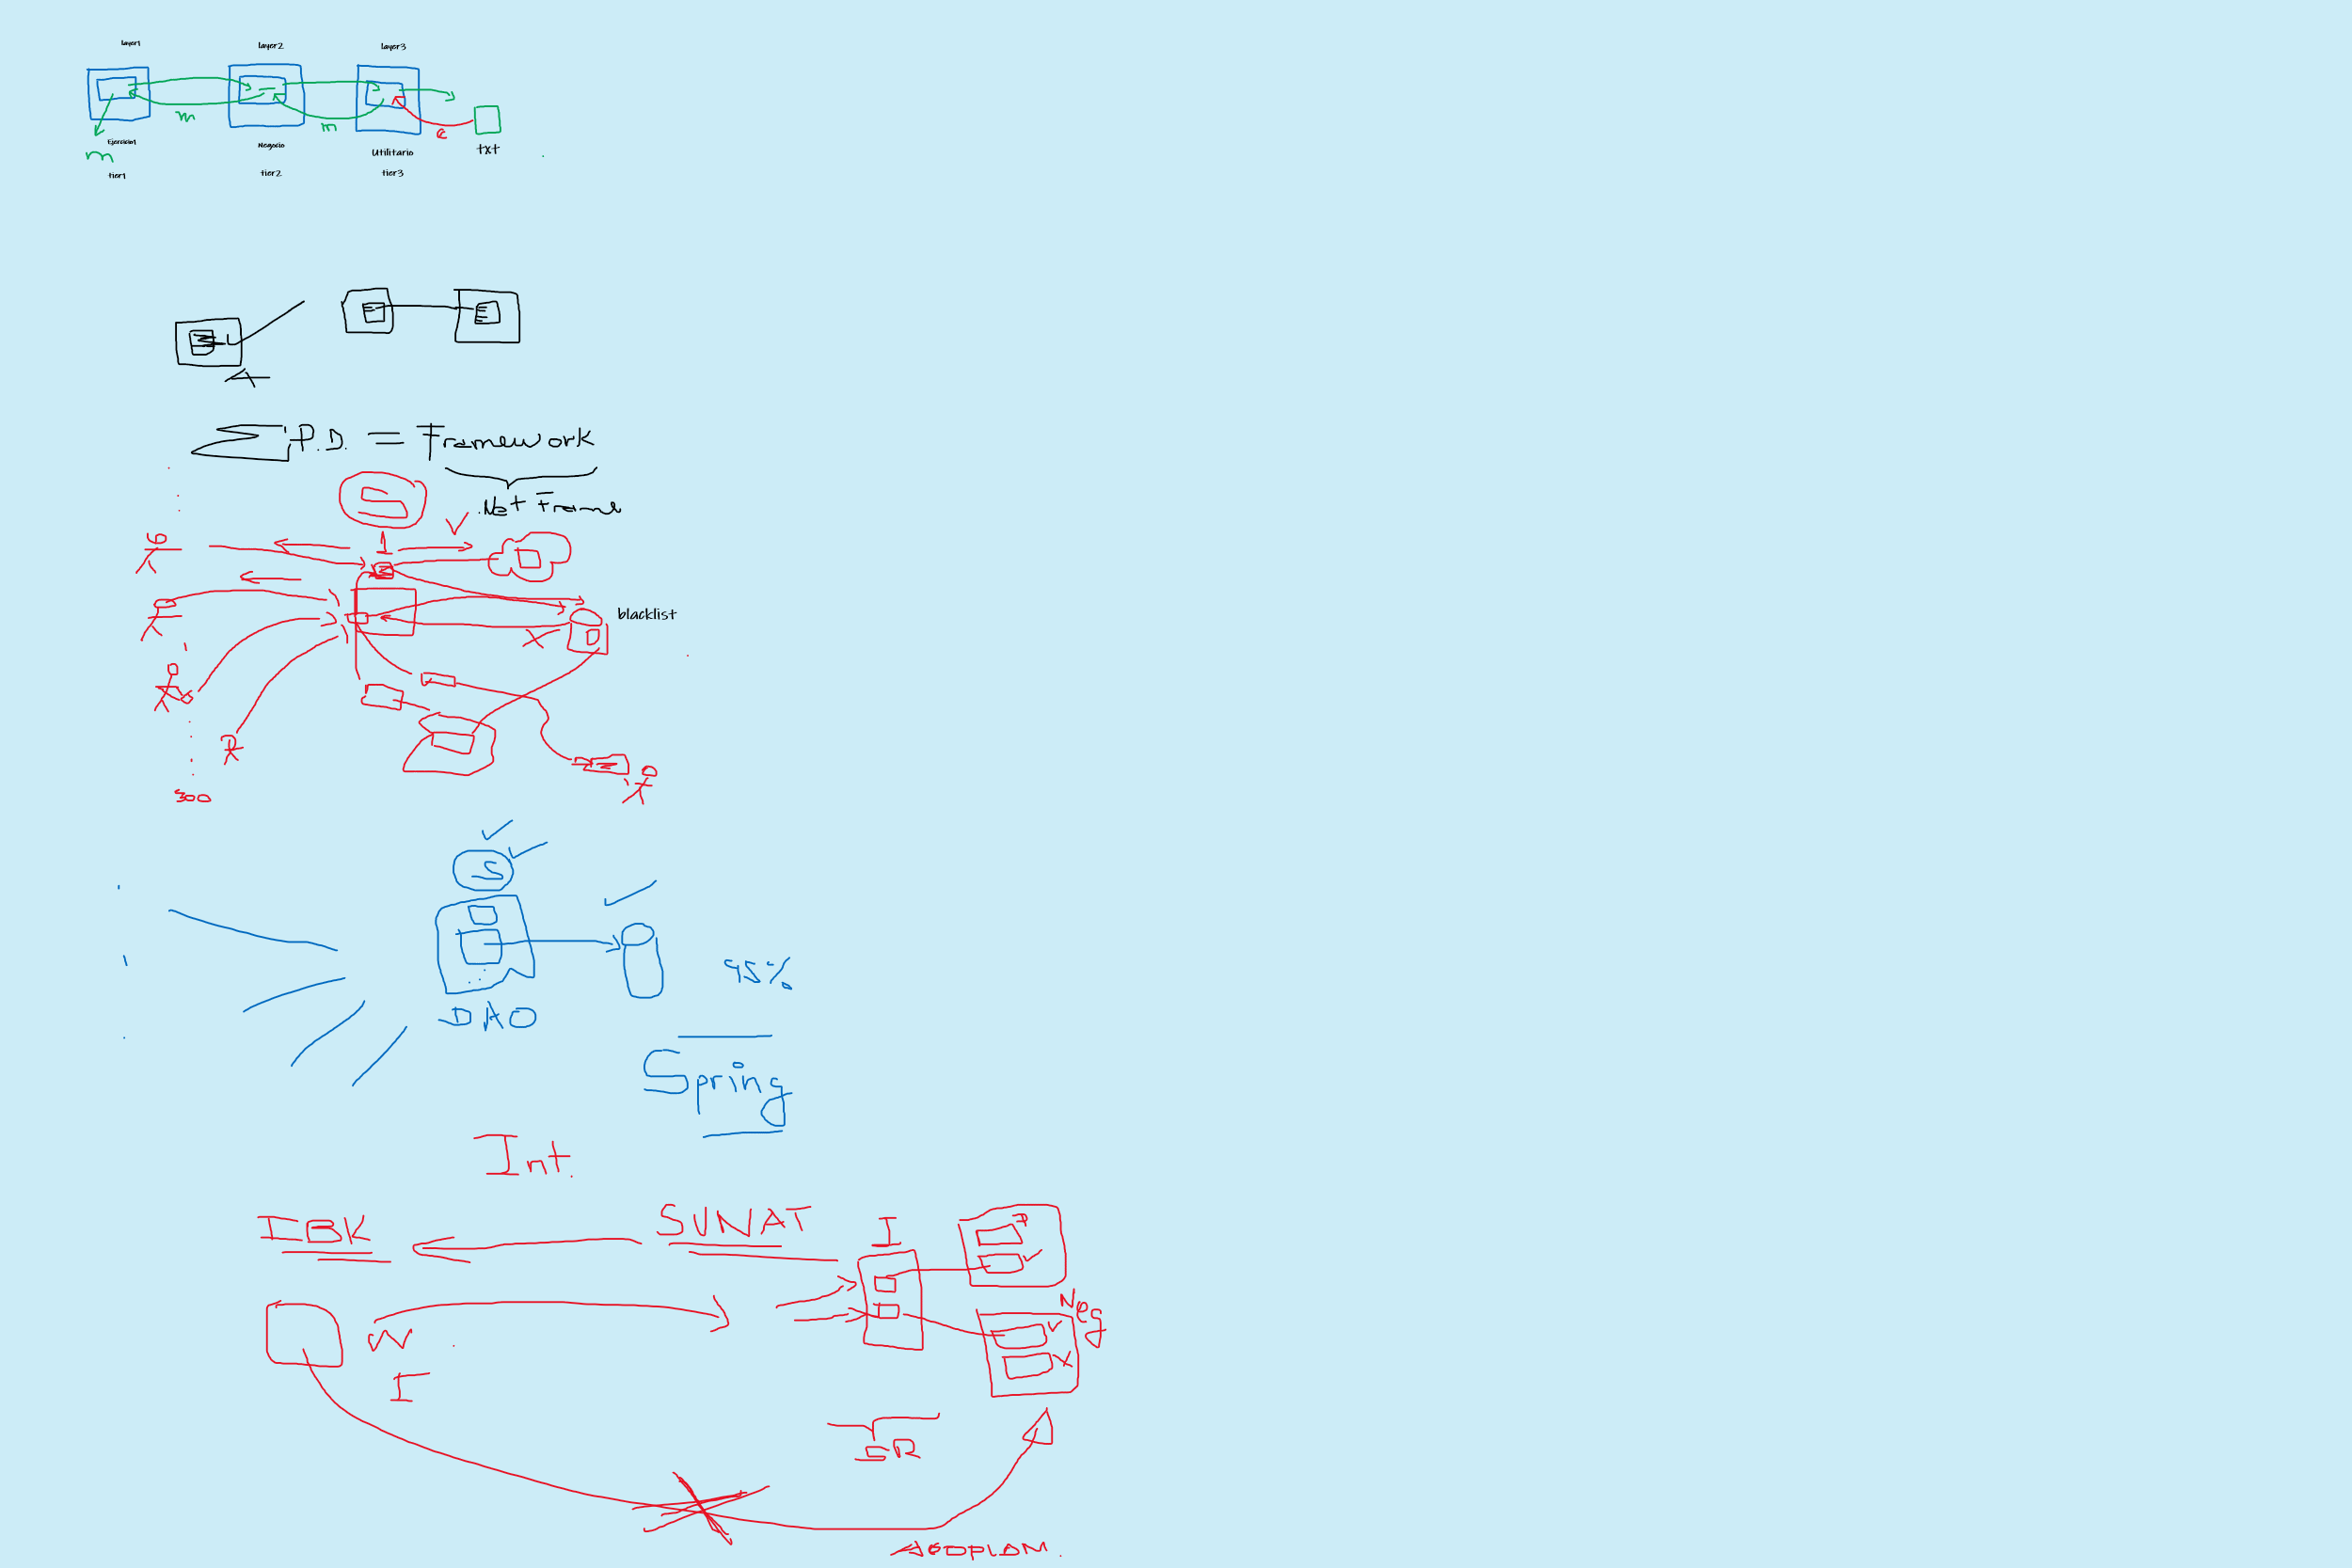 layer1 layer2 layer3
m m e
Ejercicio1 Negocio Utilitario txt
m
tier1 tier2 tier3
P.D. = Framework
.Net Frame
S
1
blacklist
300
S
95%
DAO
Spring
Int.
IBK SUNAT I
P
N
Neg
I
SR